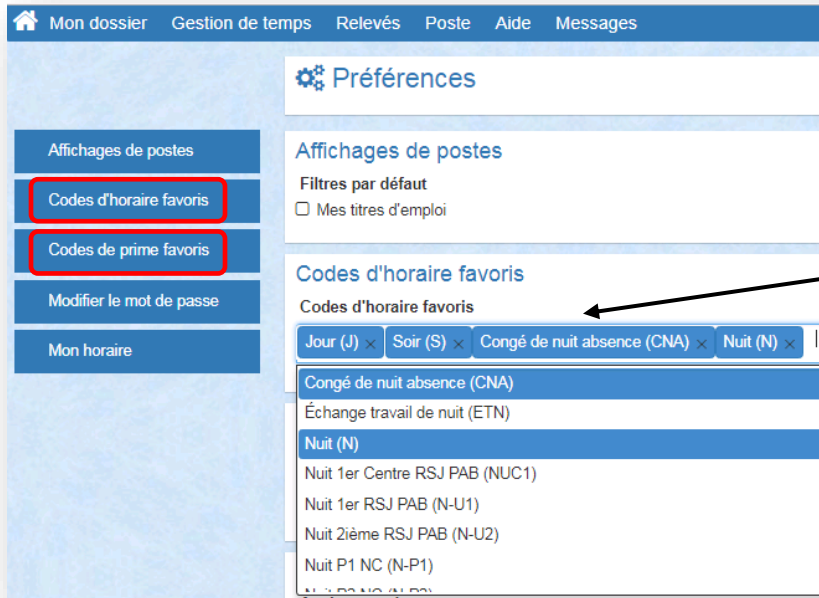 Mon dossier Gestion de temps Relevés Poste Aide Messages
Préférences
Affichages de postes
Codes d'horaire favoris
Codes de prime favoris
Modifier le mot de passe
Mon horaire
Affichages de postes
Filtres par défaut
Mes titres d'emploi
Codes d'horaire favoris
Codes d'horaire favoris
Jour (J) × Soir (S) × Congé de nuit absence (CNA) × Nuit (N) ×
Congé de nuit absence (CNA)
Échange travail de nuit (ETN)
Nuit (N)
Nuit 1er Centre RSJ PAB (NUC1)
Nuit 1er RSJ PAB (N-U1)
Nuit 2ième RSJ PAB (N-U2)
Nuit P1 NC (N-P1)